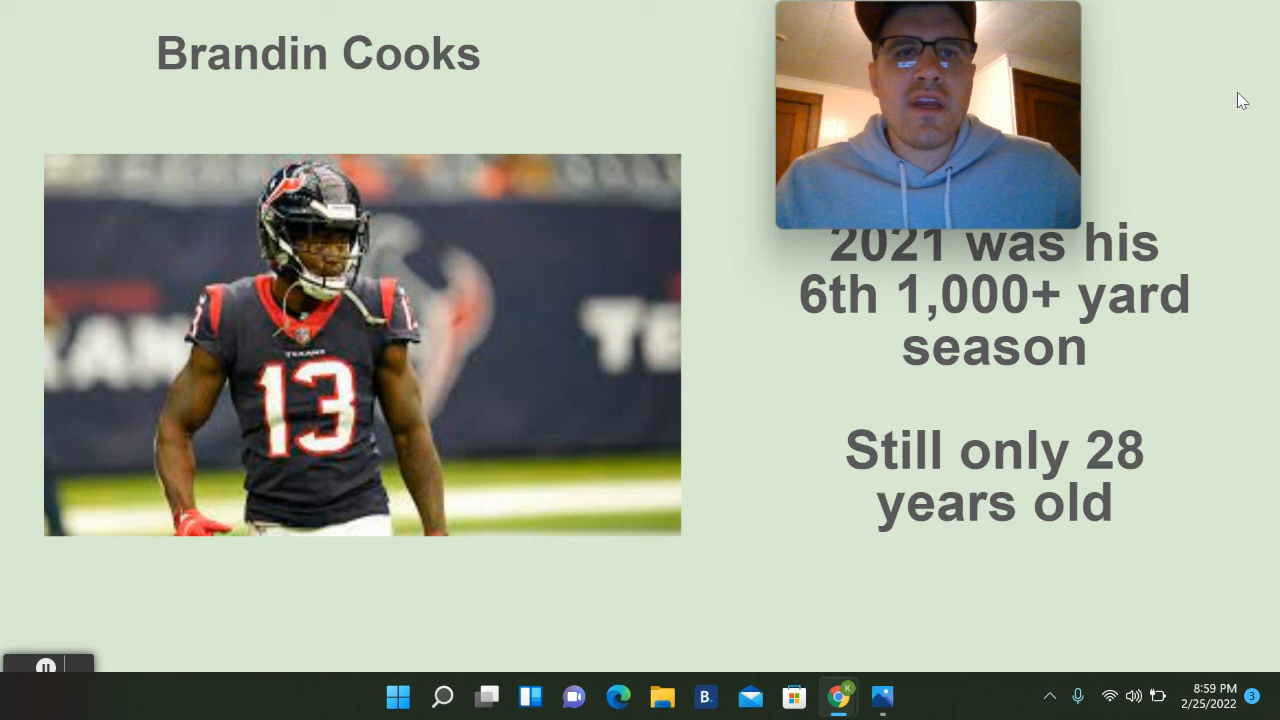 Brandin Cooks
2021 was his
6th 1,000+ yard
season
Still only 28
years old
TEXANS
13
8:59 PM
2/25/2022
3
K
B.